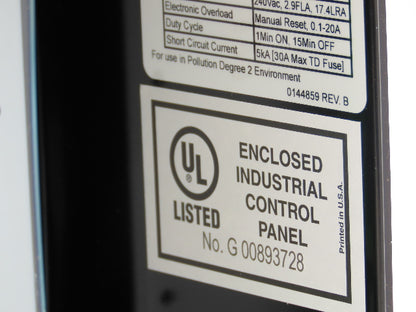 240vac, 2.9FLA, 17.4LRA
Electronic Overload Manual Reset, 0.1-20A
Duty Cycle 1Min ON, 15Min OFF
Short Circuit Current 5kA [30A Max TD Fuse]
For use in Pollution Degree 2 Environment
0144859 REV. B
UL
®
LISTED
ENCLOSED
INDUSTRIAL
CONTROL
PANEL
No. G 00893728
Printed in U.S.A.